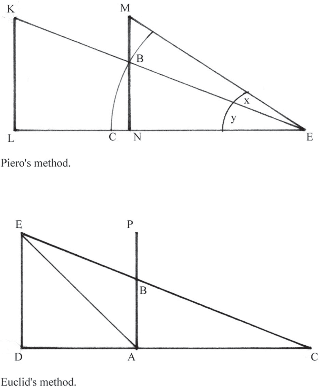 K M
B
x
y
L C N E
Piero's method.
E P
B
D A C
Euclid's method.